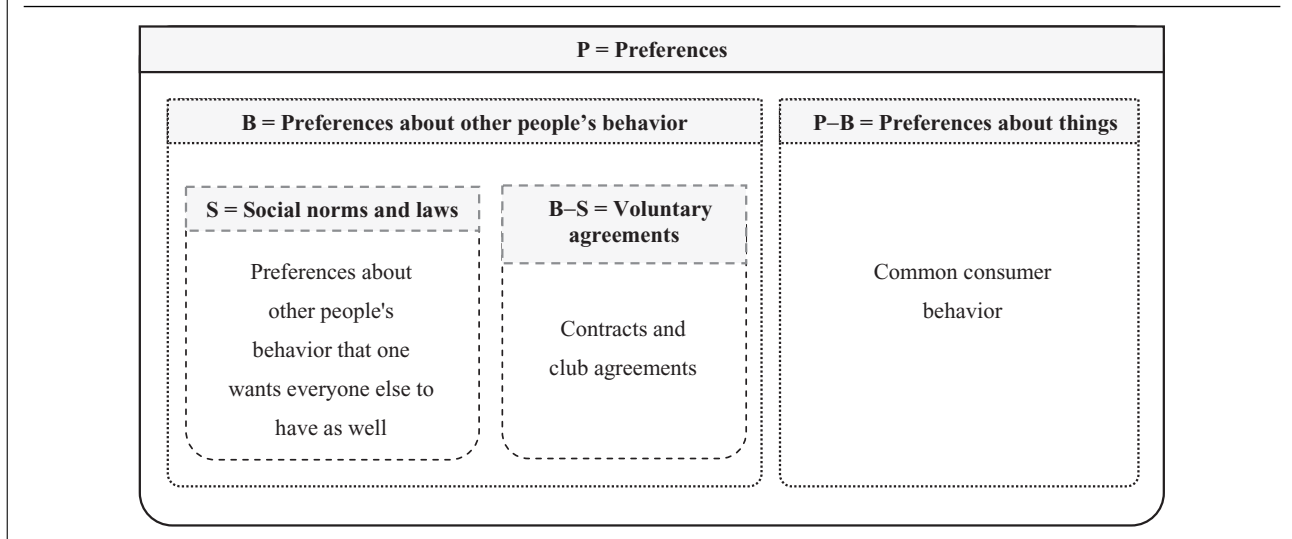 P = Preferences
B = Preferences about other people’s behavior
P–B = Preferences about things
S = Social norms and laws
Preferences about
other people's
behavior that one
wants everyone else to
have as well
B–S = Voluntary
agreements
Contracts and
club agreements
Common consumer
behavior